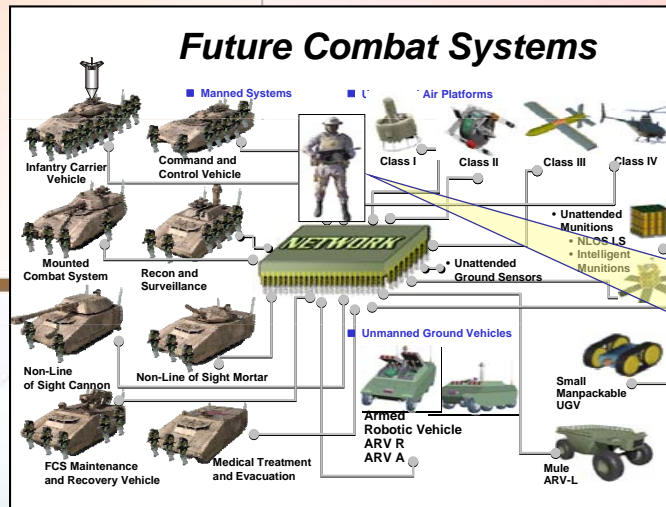 Future Combat Systems
Manned Systems
Air Platforms
Infantry Carrier
Vehicle
Command and
Control Vehicle
Class I
Class II
Class III
Class IV
Mounted
Combat System
Recon and
Surveillance
NETWORK
• Unattended
Munitions
• NLOS LS
• Intelligent
Munitions
• Unattended
Ground Sensors
Non-Line
of Sight Cannon
Non-Line of Sight Mortar
Unmanned Ground Vehicles
Armed
Robotic Vehicle
ARV R
ARV A
Small
Manpackable
UGV
FCS Maintenance
and Recovery Vehicle
Medical Treatment
and Evacuation
Mule
ARV-L